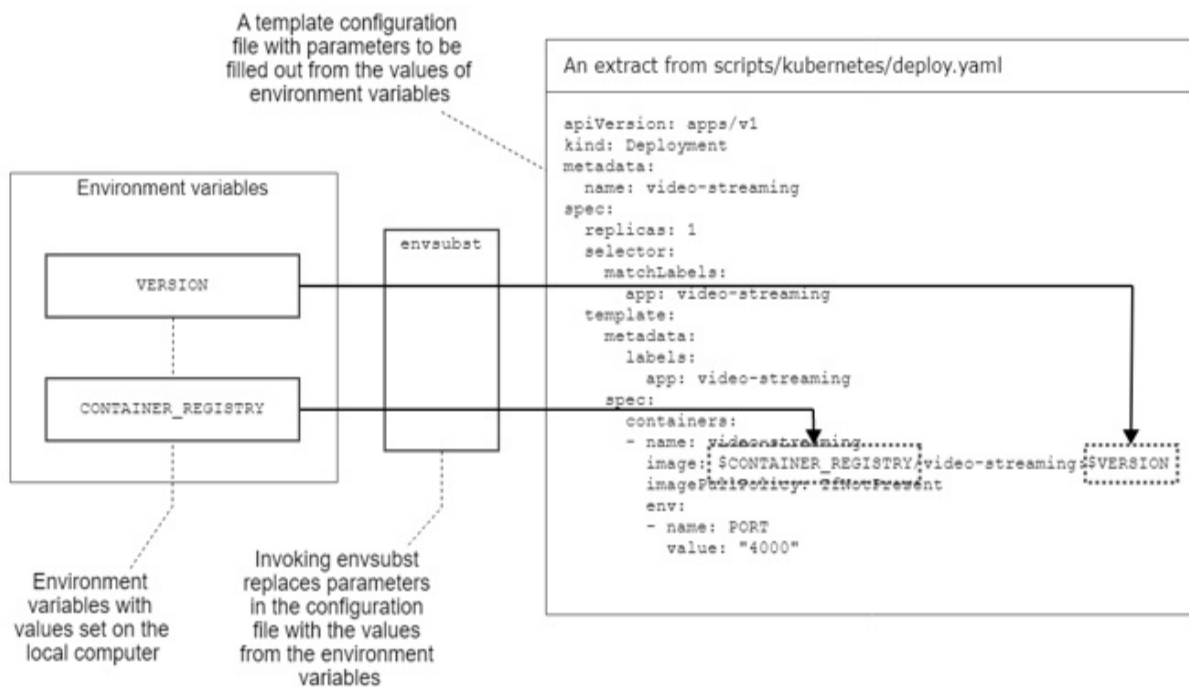 A template configuration
file with parameters to be
filled out from the values of
environment variables
An extract from scripts/kubernetes/deploy.yaml
apiVersion: apps/v1
kind: Deployment
metadata:
  name: video-streaming
spec:
  replicas: 1
  selector:
    matchLabels:
      app: video-streaming
  template:
    metadata:
      labels:
        app: video-streaming
    spec:
      containers:
      - name: video-streaming
        image: $CONTAINER_REGISTRY/video-streaming:$VERSION
        imagePullPolicy: IfNotPresent
        env:
        - name: PORT
          value: "4000"
Environment variables
VERSION
CONTAINER_REGISTRY
envsubst
Environment
variables with
values set on the
local computer
Invoking envsubst
replaces parameters
in the configuration
file with the values
from the environment
variables